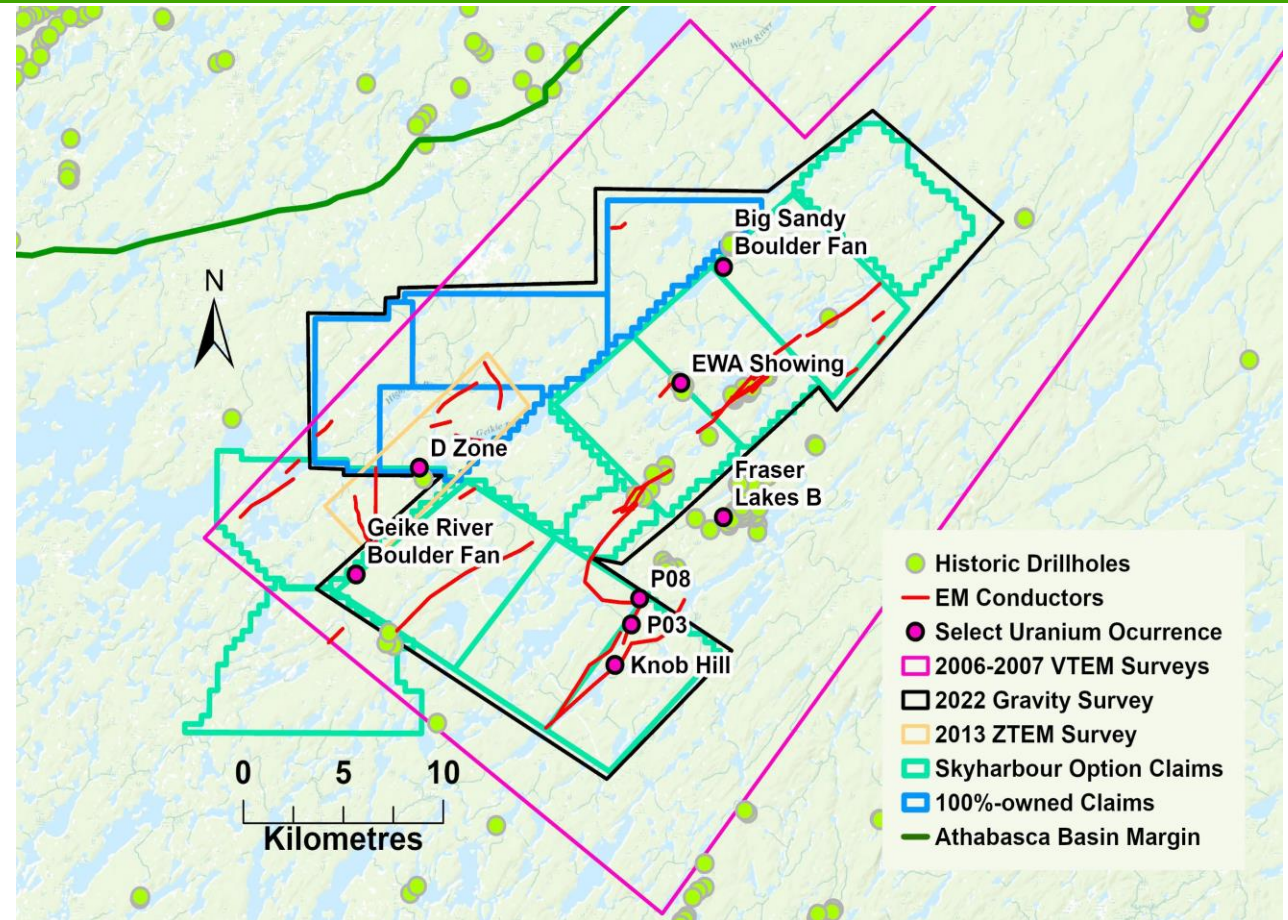 Webb River
N
Big Sandy
Boulder Fan
EWA Showing
D Zone
Fraser
Lakes B
Geike River
Boulder Fan
P08
P03
Knob Hill
0 5 10
Kilometres
Historic Drillholes
EM Conductors
Select Uranium Ocurrence
2006-2007 VTEM Surveys
2022 Gravity Survey
2013 ZTEM Survey
Skyharbour Option Claims
100%-owned Claims
Athabasca Basin Margin